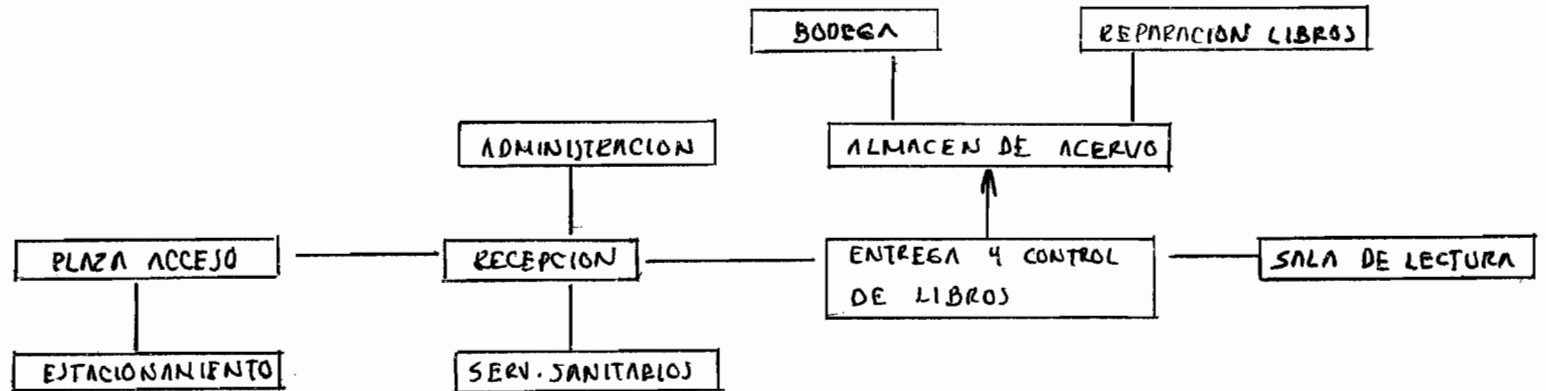 BODEGA
REPARACION LIBROS
ADMINISTRACION
ALMACEN DE ACERVO
PLAZA ACCESO
RECEPCION
ENTREGA Y CONTROL
DE LIBROS
SALA DE LECTURA
ESTACIONAMIENTO
SERV. SANITARIOS